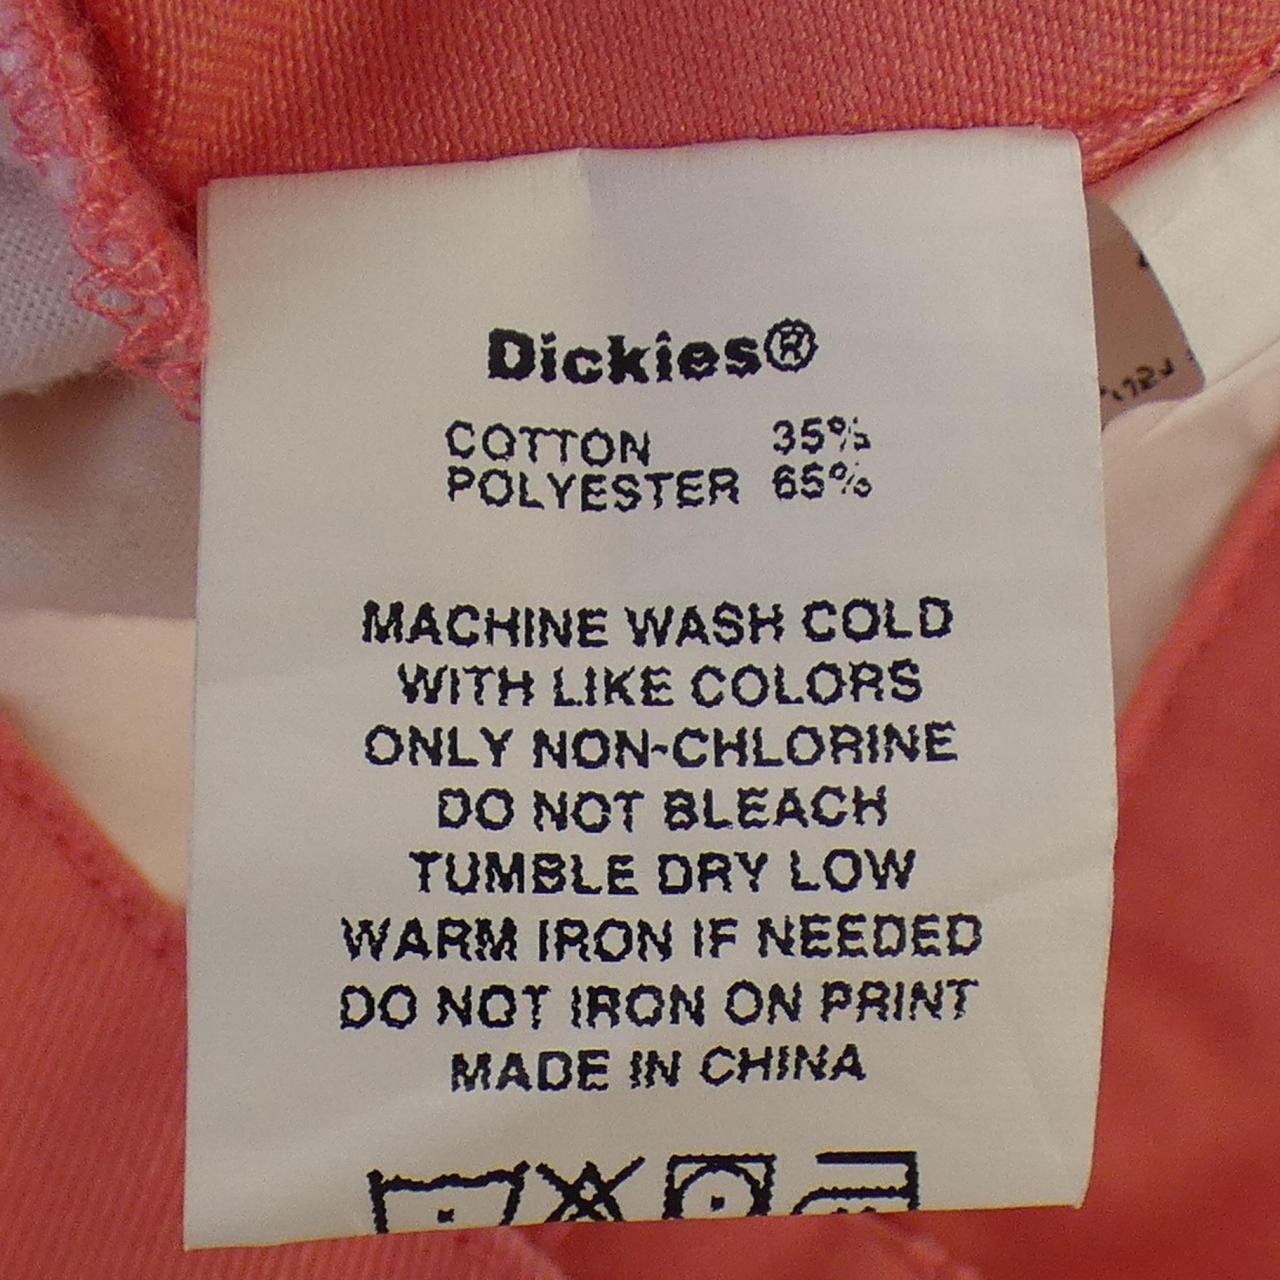 Dickies®
COTTON 35%
POLYESTER 65%
MACHINE WASH COLD
WITH LIKE COLORS
ONLY NON-CHLORINE
DO NOT BLEACH
TUMBLE DRY LOW
WARM IRON IF NEEDED
DO NOT IRON ON PRINT
MADE IN CHINA